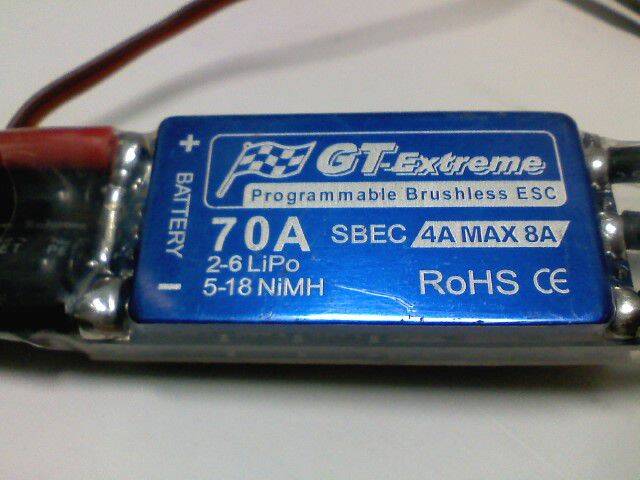 GT-Extreme
Programmable Brushless ESC
+ BATTERY −
70A SBEC 4A MAX 8A
2-6 LiPo
5-18 NiMH
RoHS CE